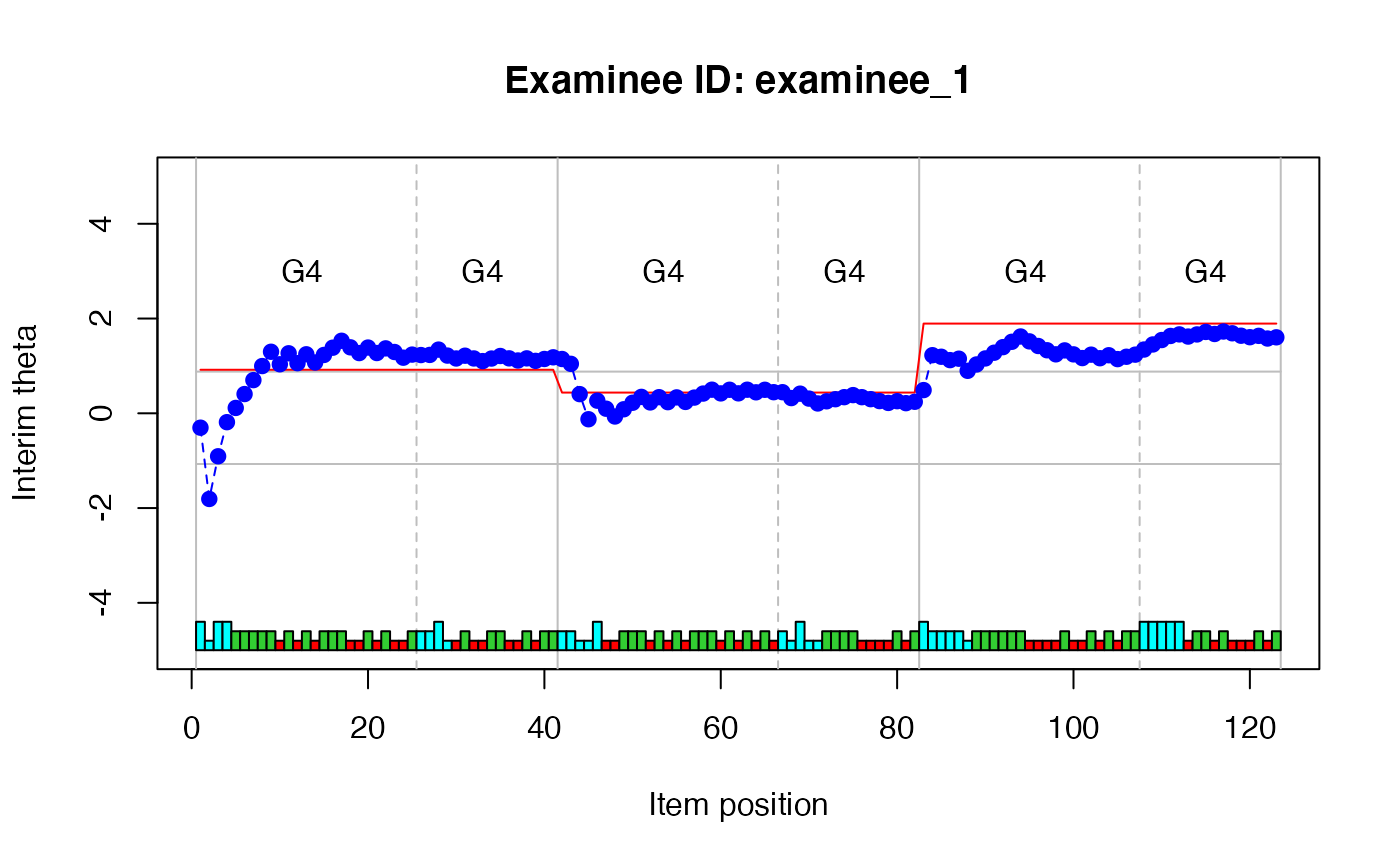 Examinee ID: examinee_1
Interim theta
4
2
0
-2
-4
G4 G4 G4 G4 G4 G4
0 20 40 60 80 100 120
Item position